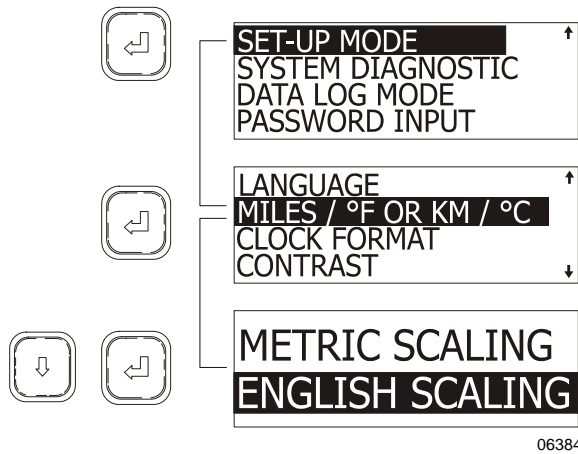 SET-UP MODE
SYSTEM DIAGNOSTIC
DATA LOG MODE
PASSWORD INPUT
LANGUAGE
MILES / °F OR KM / °C
CLOCK FORMAT
CONTRAST
METRIC SCALING
ENGLISH SCALING
06384